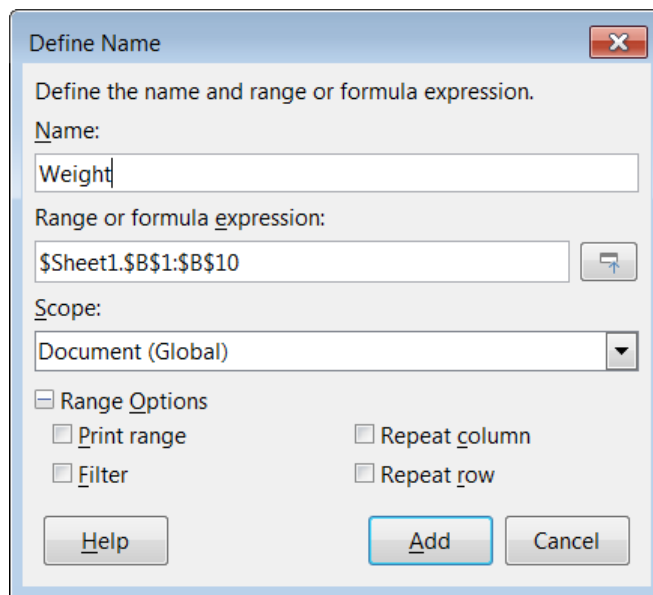 Define Name
Define the name and range or formula expression.
Name:
Weight
Range or formula expression:
$Sheet1.$B$1:$B$10
Scope:
Document (Global)
Range Options
Print range Repeat column
Filter Repeat row
Help Add Cancel